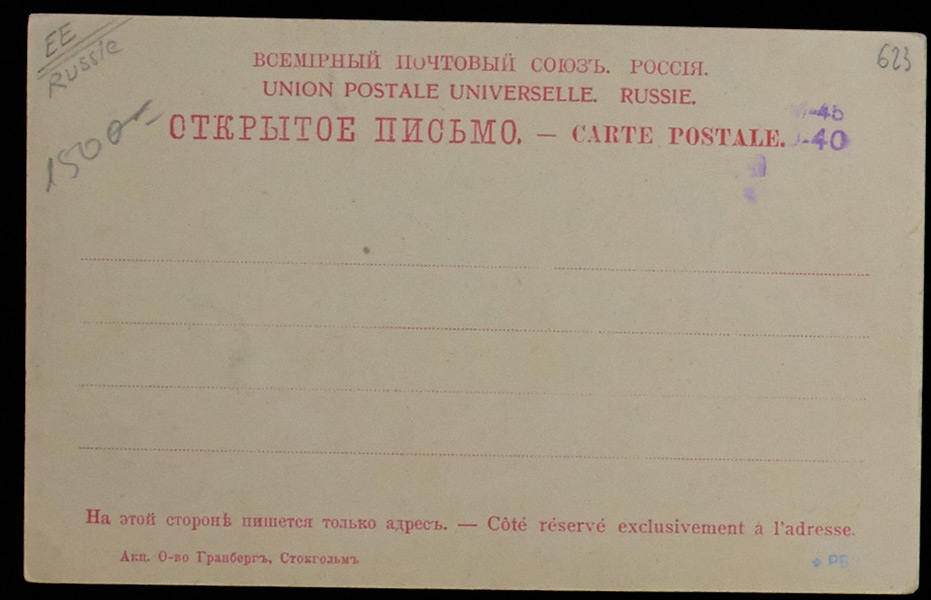 EE
Russie
623
ВСЕМІРНЫЙ ПОЧТОВЫЙ СОЮЗЪ. РОССІЯ.
UNION POSTALE UNIVERSELLE. RUSSIE.
ОТКРЫТОЕ ПИСЬМО. — CARTE POSTALE.
-40
На этой сторонѣ пишется только адресъ. — Côté réservé exclusivement à l'adresse.
Акц. О-во Гранбергъ, Стокгольмъ